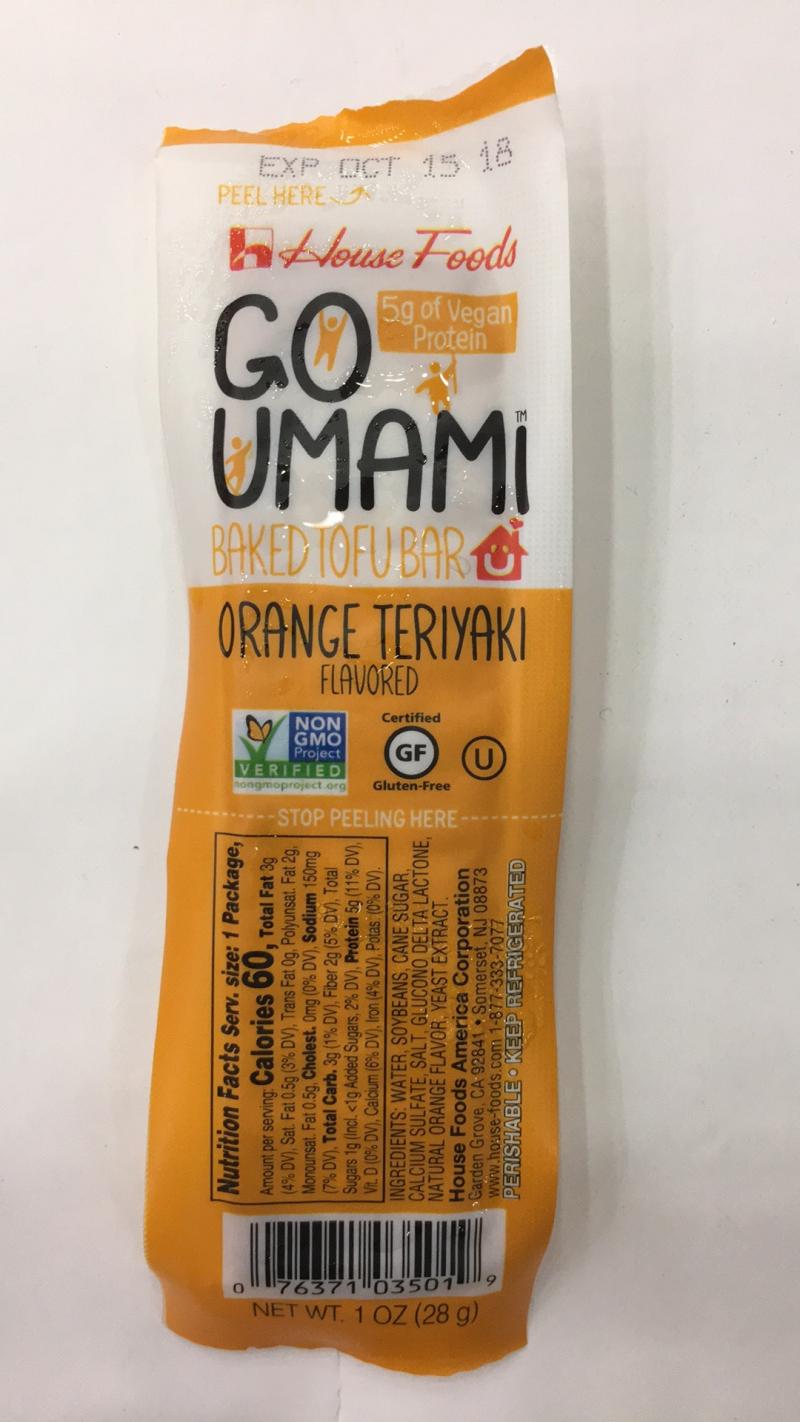 EXP OCT 15 18
PEEL HERE
House Foods
GO
5g of Vegan
Protein
UMAMI™
BAKED TOFU BAR
ORANGE TERIYAKI
FLAVORED
NON
GMO
Project
VERIFIED
nongmoproject.org
Certified
GF
Gluten-Free
U
STOP PEELING HERE
Nutrition Facts Serv. size: 1 Package,
Amount per serving: Calories 60, Total Fat 3g
(4% DV), Sat. Fat 0.5g (3% DV), Trans Fat 0g, Polyunsat. Fat 2g,
Monounsat. Fat 0.5g, Cholest. 0mg (0% DV), Sodium 150mg
(7% DV), Total Carb. 3g (1% DV), Fiber 2g (5% DV), Total
Sugars 1g (Incl. <1g Added Sugars, 2% DV), Protein 5g (11% DV),
Vit. D (0% DV), Calcium (6% DV), Iron (4% DV), Potas. (0% DV).
INGREDIENTS: WATER, SOYBEANS, CANE SUGAR,
CALCIUM SULFATE, SALT, GLUCONO DELTA LACTONE,
NATURAL ORANGE FLAVOR, YEAST EXTRACT.
House Foods America Corporation
Garden Grove, CA 92841 • Somerset, NJ 08873
www.house-foods.com 1-877-333-7077
PERISHABLE • KEEP REFRIGERATED
0 76371 03501 9
NET WT. 1 OZ (28 g)